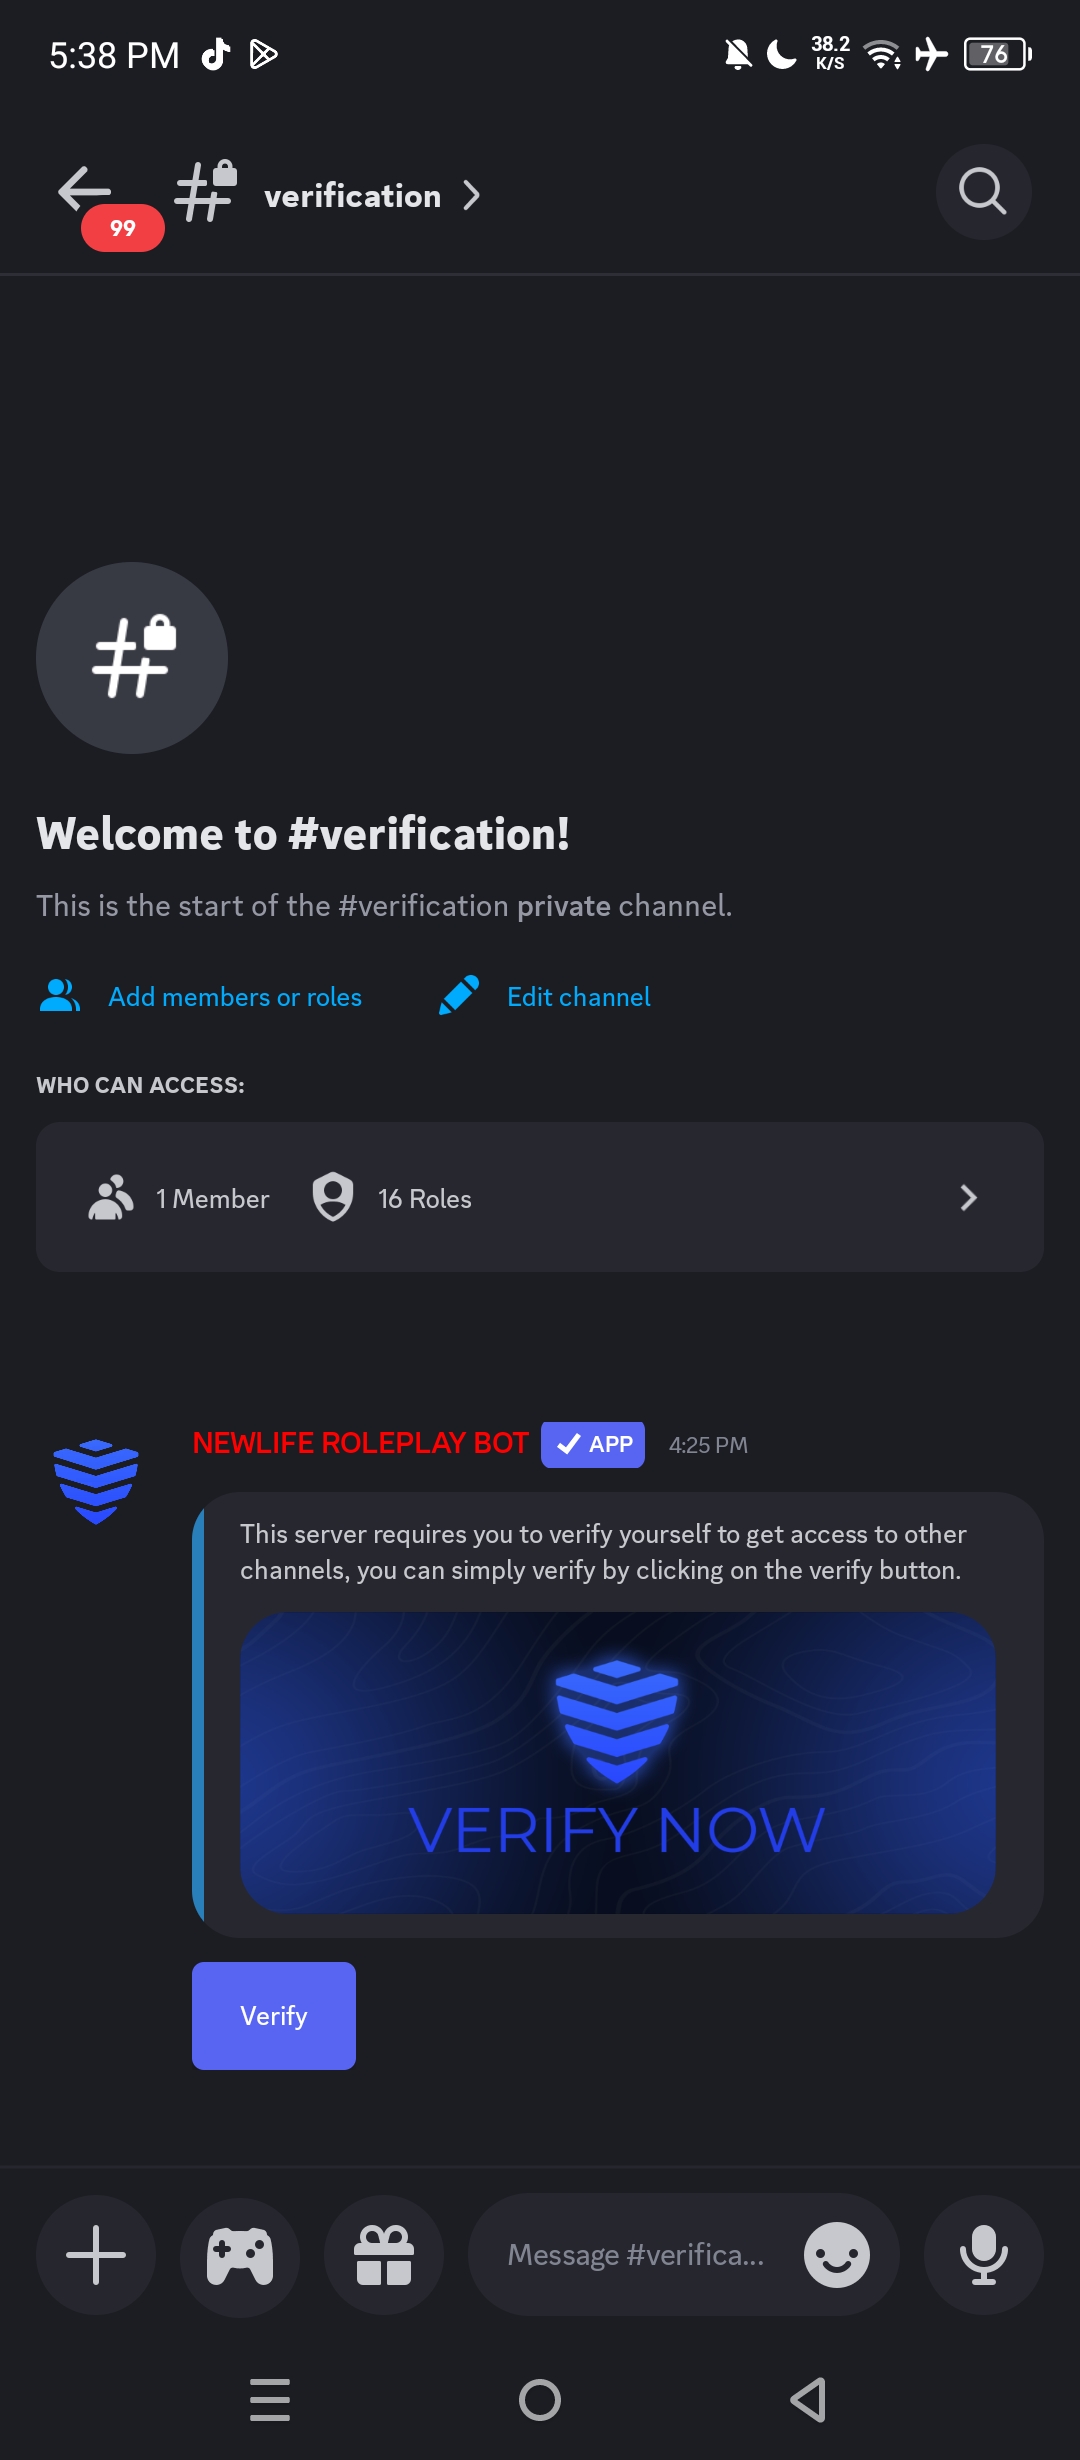 5:38 PM
38.2
K/S
76
99
verification
Welcome to #verification!
This is the start of the #verification private channel.
Add members or roles
Edit channel
WHO CAN ACCESS:
1 Member
16 Roles
NEWLIFE ROLEPLAY BOT
APP
4:25 PM
This server requires you to verify yourself to get access to other
channels, you can simply verify by clicking on the verify button.
VERIFY NOW
Verify
Message #verifica...